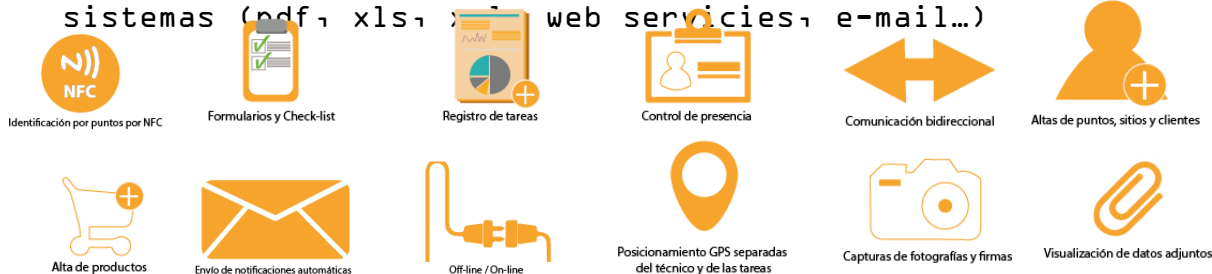 sistemas (pdf, xls, web servicies, e-mail…)
NFC
Identificación por puntos por NFC
Formularios y Check-list
Registro de tareas
Control de presencia
Comunicación bidireccional
Altas de puntos, sitios y clientes
Alta de productos
Envío de notificaciones automáticas
Off-line / On-line
Posicionamiento GPS separadas
del técnico y de las tareas
Capturas de fotografías y firmas
Visualización de datos adjuntos